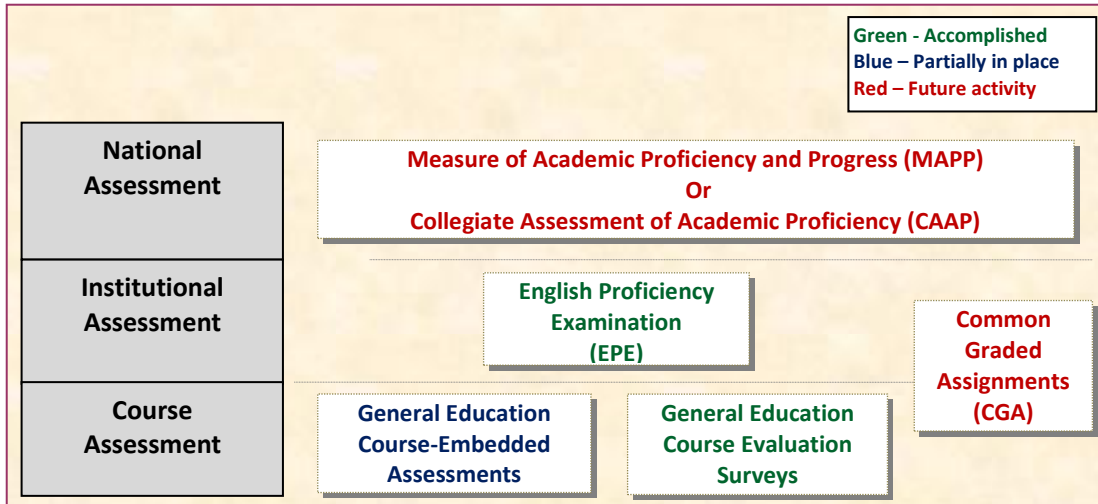 Green - Accomplished
Blue – Partially in place
Red – Future activity
National
Assessment
Measure of Academic Proficiency and Progress (MAPP)
Or
Collegiate Assessment of Academic Proficiency (CAAP)
Institutional
Assessment
English Proficiency
Examination
(EPE)
Common
Graded
Assignments
(CGA)
Course
Assessment
General Education
Course-Embedded
Assessments
General Education
Course Evaluation
Surveys